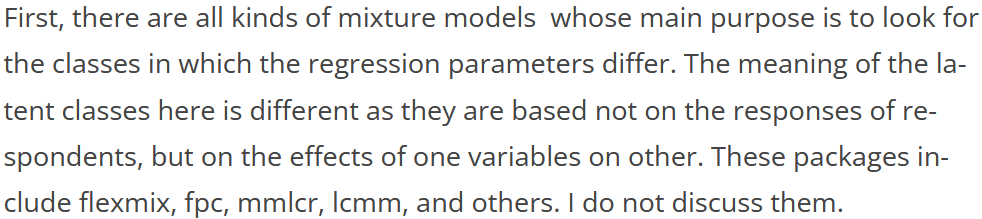 First, there are all kinds of mixture models  whose main purpose is to look for
the classes in which the regression parameters differ. The meaning of the la-
tent classes here is different as they are based not on the responses of re-
spondents, but on the effects of one variables on other. These packages in-
clude flexmix, fpc, mmlcr, lcmm, and others. I do not discuss them.